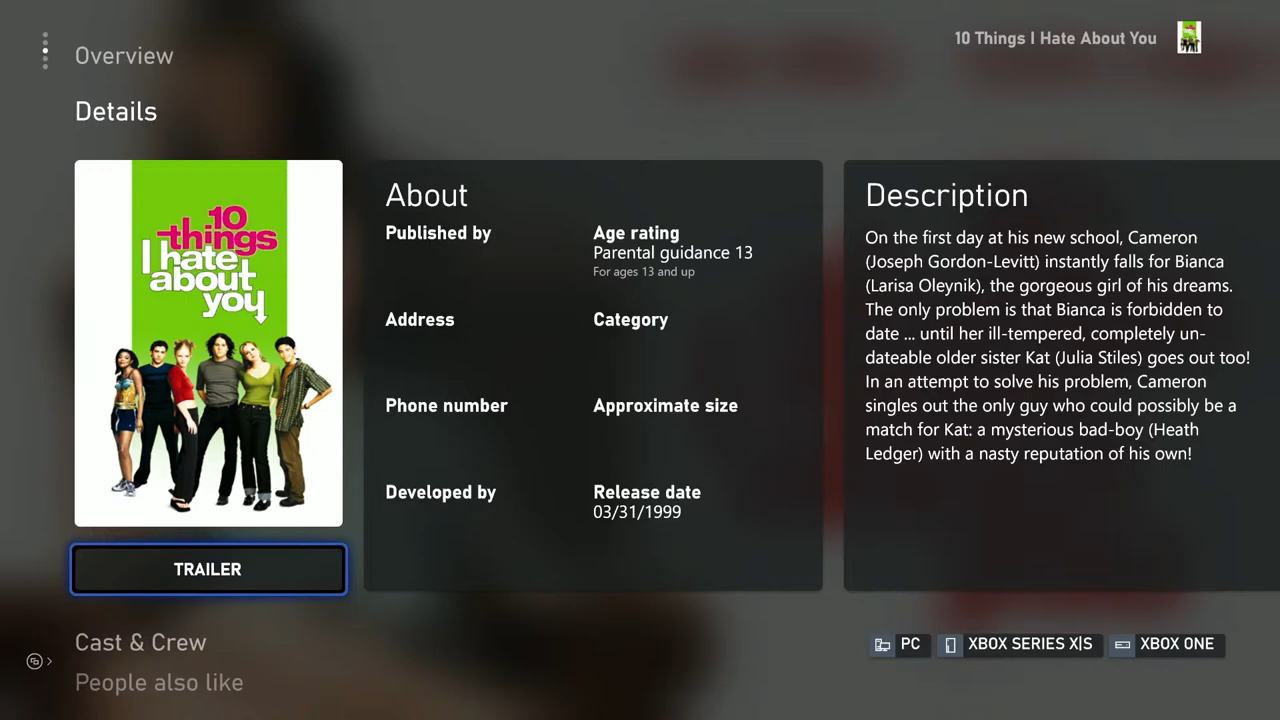 Overview
10 Things I Hate About You
Details
10
things
I hate
about
you
TRAILER
About
Published by
Age rating
Parental guidance 13
For ages 13 and up
Address
Category
Phone number
Approximate size
Developed by
Release date
03/31/1999
Description
On the first day at his new school, Cameron
(Joseph Gordon-Levitt) instantly falls for Bianca
(Larisa Oleynik), the gorgeous girl of his dreams.
The only problem is that Bianca is forbidden to
date ... until her ill-tempered, completely un-
dateable older sister Kat (Julia Stiles) goes out too!
In an attempt to solve his problem, Cameron
singles out the only guy who could possibly be a
match for Kat: a mysterious bad-boy (Heath
Ledger) with a nasty reputation of his own!
Cast & Crew
People also like
PC
XBOX SERIES X|S
XBOX ONE